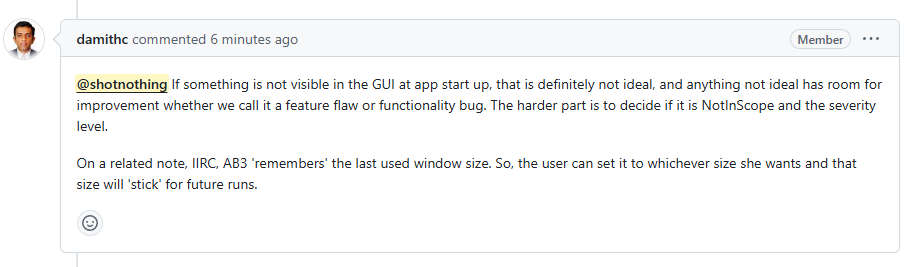 damithc commented 6 minutes ago Member
@shotnothing If something is not visible in the GUI at app start up, that is definitely not ideal, and anything not ideal has room for
improvement whether we call it a feature flaw or functionality bug. The harder part is to decide if it is NotInScope and the severity
level.
On a related note, IIRC, AB3 'remembers' the last used window size. So, the user can set it to whichever size she wants and that
size will 'stick' for future runs.